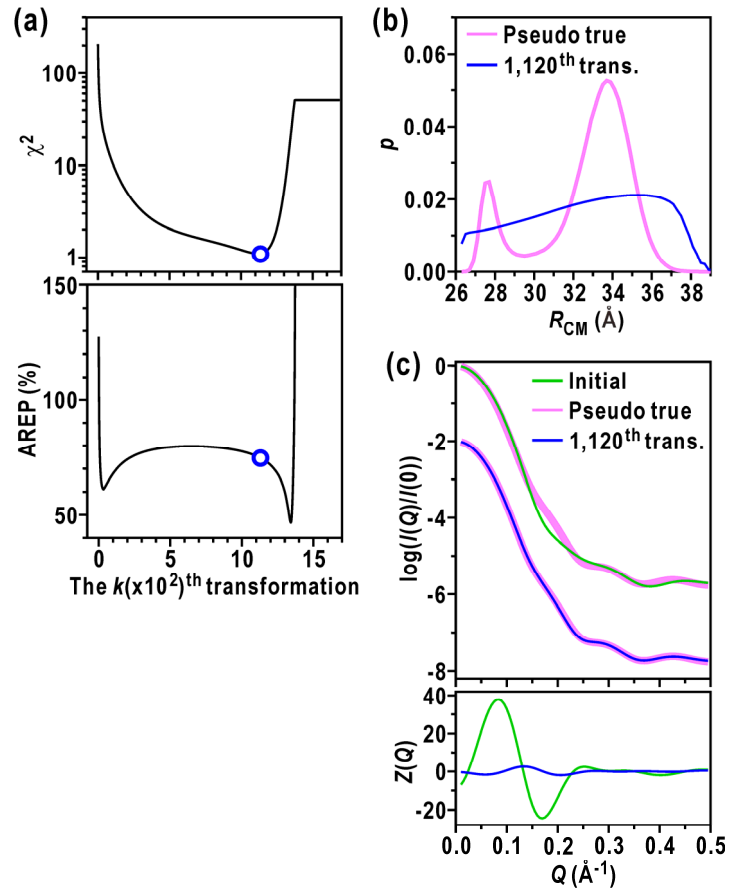 (a)
100
10
1
χ²
150
100
50
AREP (%)
0 5 10 15
The k(x10²)ᵗʰ transformation
(b)
Pseudo true
1,120ᵗʰ trans.
0.06
0.04
0.02
0.00
p
26 28 30 32 34 36 38
R_CM (Å)
(c)
Initial
Pseudo true
1,120ᵗʰ trans.
0
-2
-4
-6
-8
log(I(Q)/I(0))
40
20
0
-20
Z(Q)
0.0 0.1 0.2 0.3 0.4 0.5
Q (Å⁻¹)